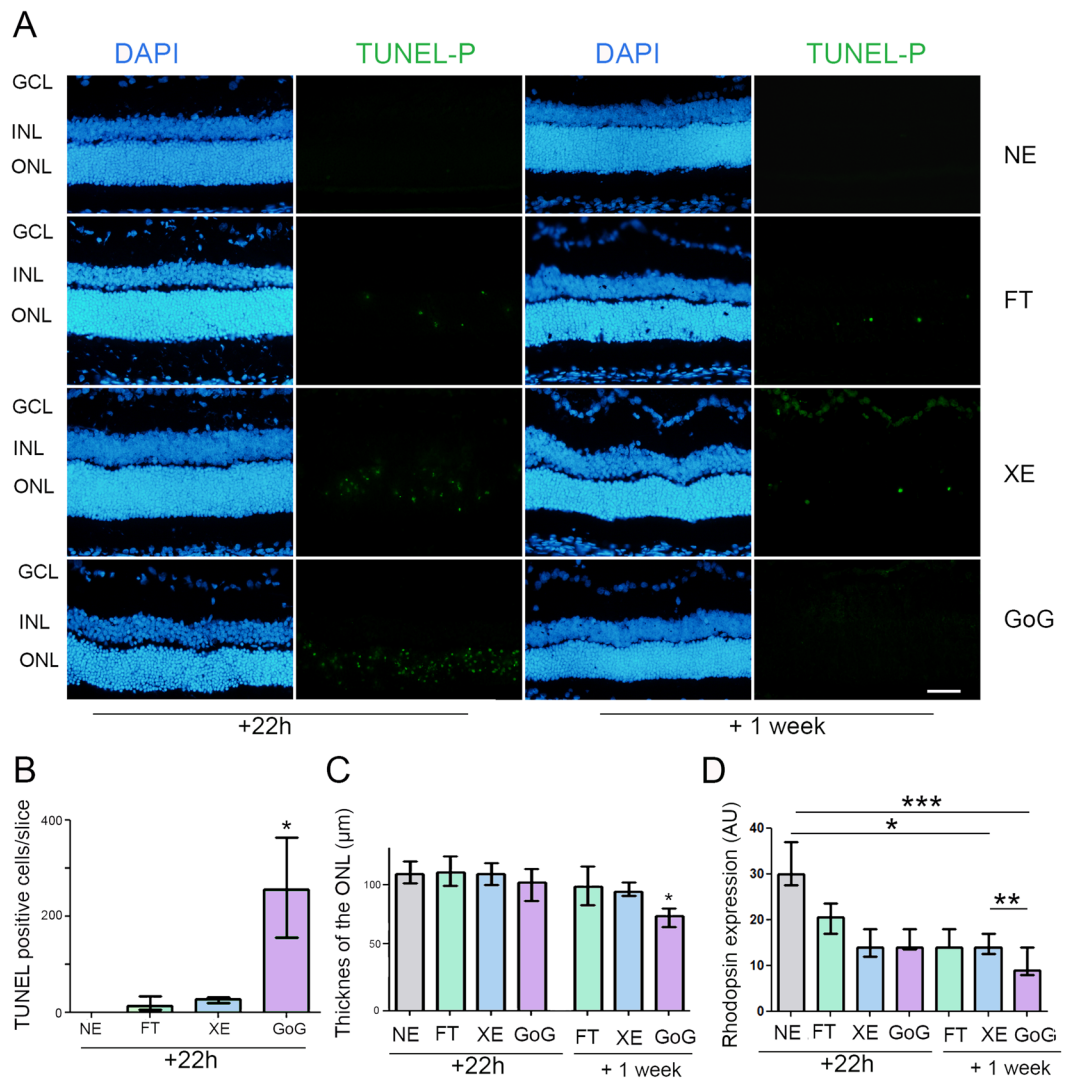 A
DAPI TUNEL-P DAPI TUNEL-P
GCL
INL
ONL
NE
GCL
INL
ONL
FT
GCL
INL
ONL
XE
GCL
INL
ONL
GoG
+22h + 1 week
B
TUNEL positive cells/slice
400
200
0
*
NE FT XE GoG
+22h
C
Thicknes of the ONL (µm)
100
50
0
*
NE FT XE GoG FT XE GoG
+22h + 1 week
D
Rhodopsin expression (AU)
40
30
20
10
0
***
*
**
NE FT XE GoG FT XE GoG
+22h + 1 week